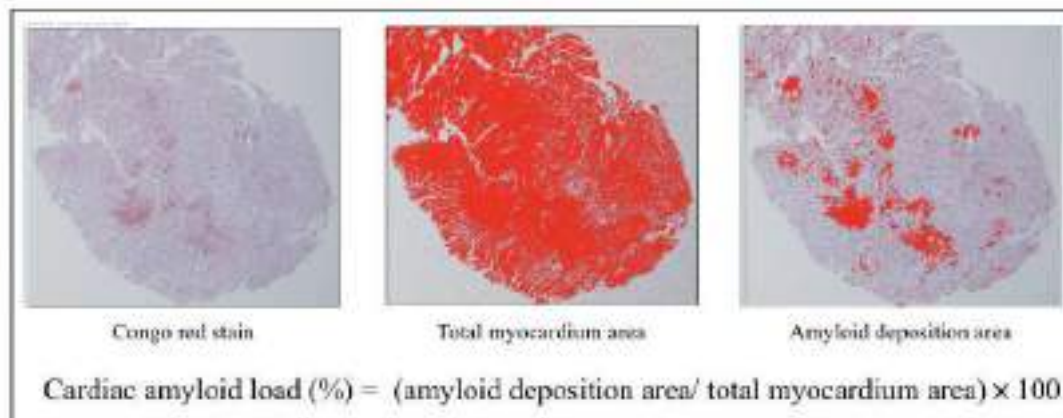 Congo red stain
Total myocardium area
Amyloid deposition area
Cardiac amyloid load (%) = (amyloid deposition area/ total myocardium area) × 100